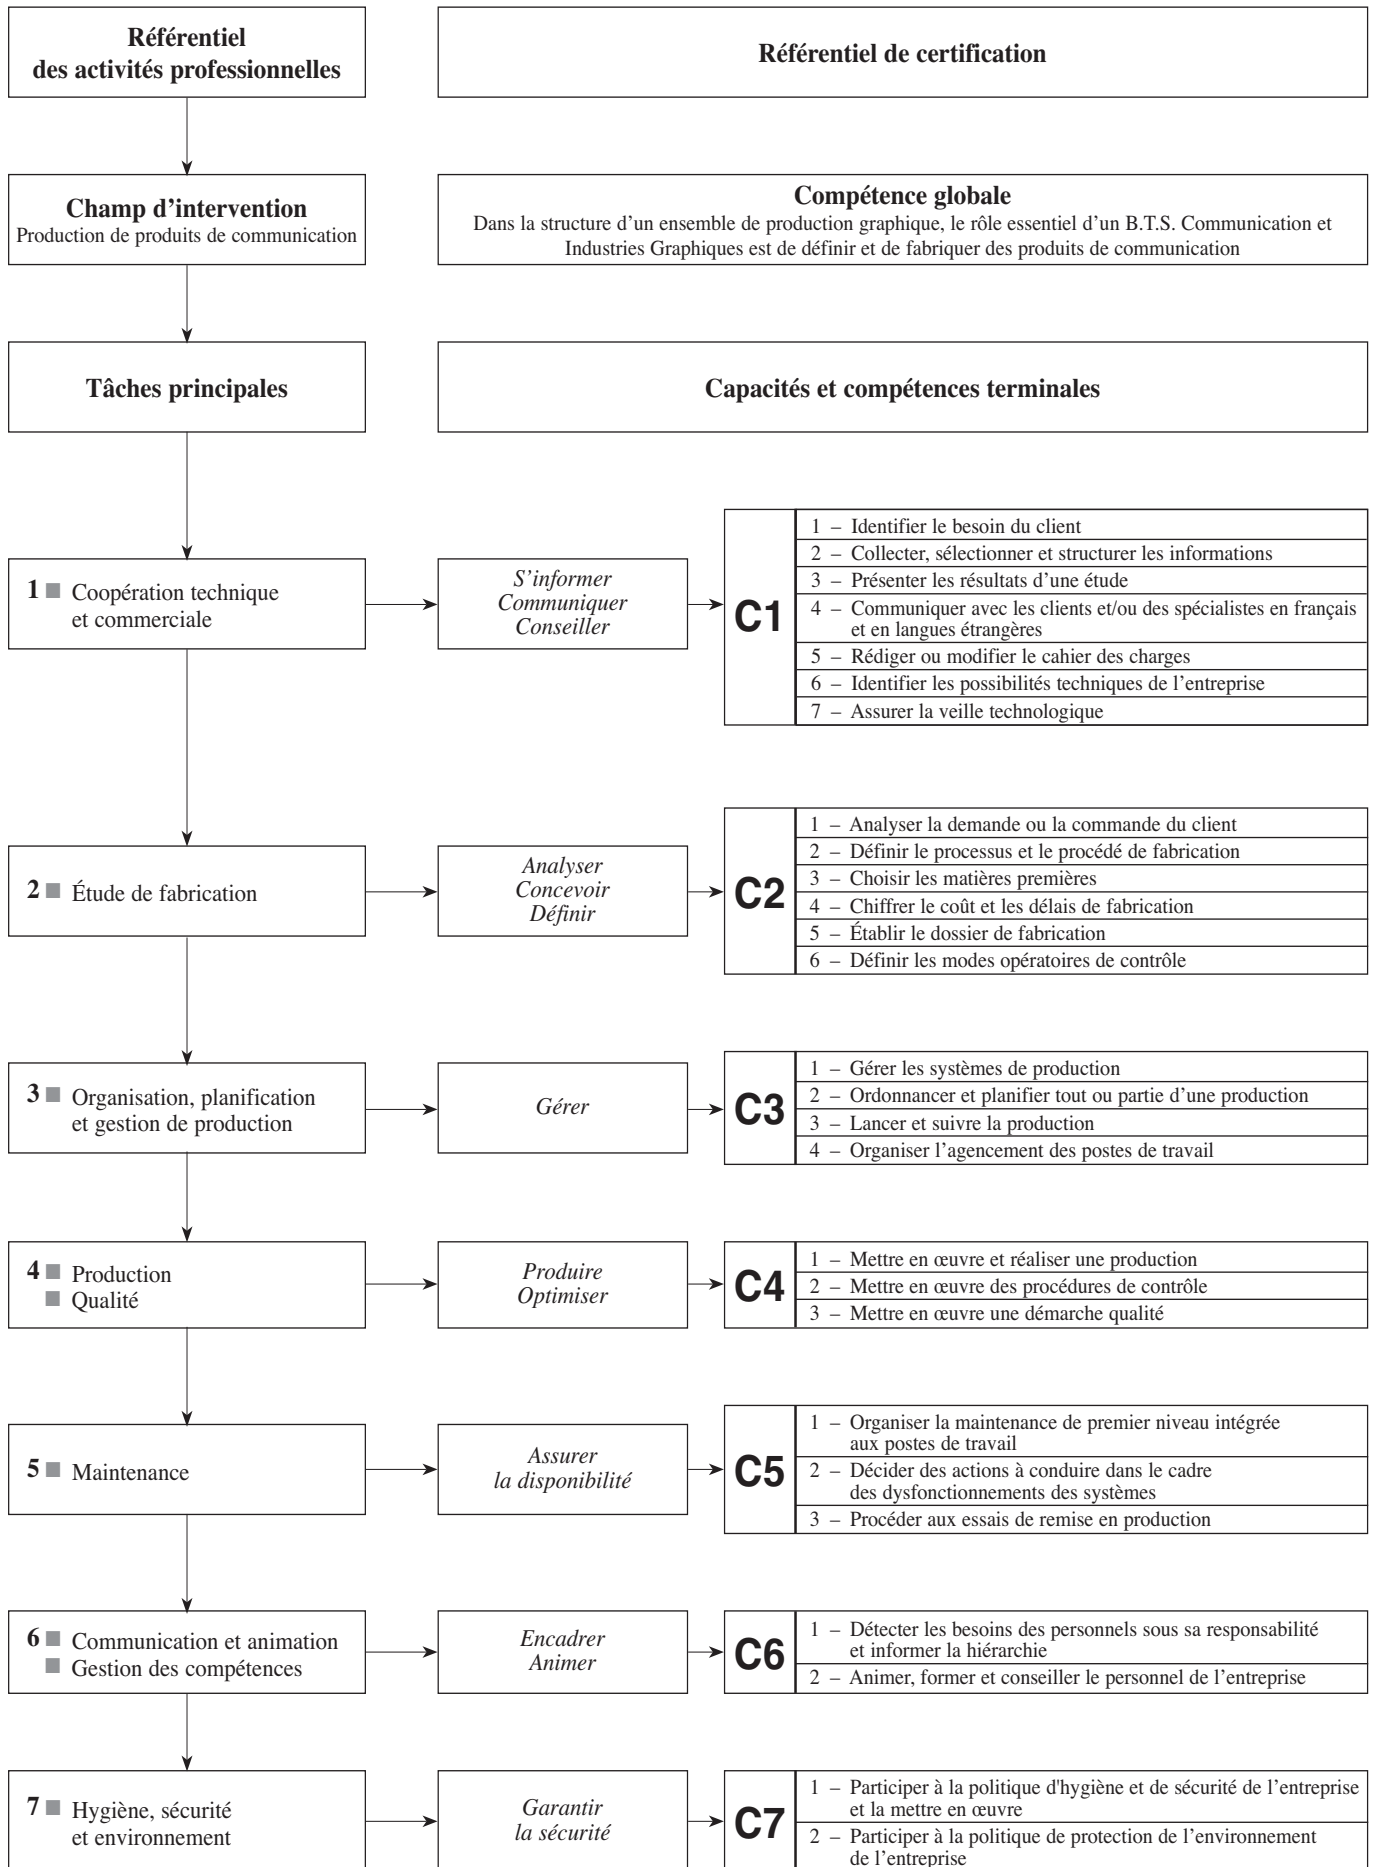 Référentiel
des activités professionnelles
Référentiel de certification
Champ d'intervention
Production de produits de communication
Compétence globale
Dans la structure d'un ensemble de production graphique, le rôle essentiel d'un B.T.S. Communication et
Industries Graphiques est de définir et de fabriquer des produits de communication
Tâches principales
Capacités et compétences terminales
1 ■ Coopération technique
et commerciale
S'informer
Communiquer
Conseiller
C1
1 – Identifier le besoin du client
2 – Collecter, sélectionner et structurer les informations
3 – Présenter les résultats d'une étude
4 – Communiquer avec les clients et/ou des spécialistes en français
et en langues étrangères
5 – Rédiger ou modifier le cahier des charges
6 – Identifier les possibilités techniques de l'entreprise
7 – Assurer la veille technologique
2 ■ Étude de fabrication
Analyser
Concevoir
Définir
C2
1 – Analyser la demande ou la commande du client
2 – Définir le processus et le procédé de fabrication
3 – Choisir les matières premières
4 – Chiffrer le coût et les délais de fabrication
5 – Établir le dossier de fabrication
6 – Définir les modes opératoires de contrôle
3 ■ Organisation, planification
et gestion de production
Gérer
C3
1 – Gérer les systèmes de production
2 – Ordonnancer et planifier tout ou partie d'une production
3 – Lancer et suivre la production
4 – Organiser l'agencement des postes de travail
4 ■ Production
■ Qualité
Produire
Optimiser
C4
1 – Mettre en œuvre et réaliser une production
2 – Mettre en œuvre des procédures de contrôle
3 – Mettre en œuvre une démarche qualité
5 ■ Maintenance
Assurer
la disponibilité
C5
1 – Organiser la maintenance de premier niveau intégrée
aux postes de travail
2 – Décider des actions à conduire dans le cadre
des dysfonctionnements des systèmes
3 – Procéder aux essais de remise en production
6 ■ Communication et animation
■ Gestion des compétences
Encadrer
Animer
C6
1 – Détecter les besoins des personnels sous sa responsabilité
et informer la hiérarchie
2 – Animer, former et conseiller le personnel de l'entreprise
7 ■ Hygiène, sécurité
et environnement
Garantir
la sécurité
C7
1 – Participer à la politique d'hygiène et de sécurité de l'entreprise
et la mettre en œuvre
2 – Participer à la politique de protection de l'environnement
de l'entreprise